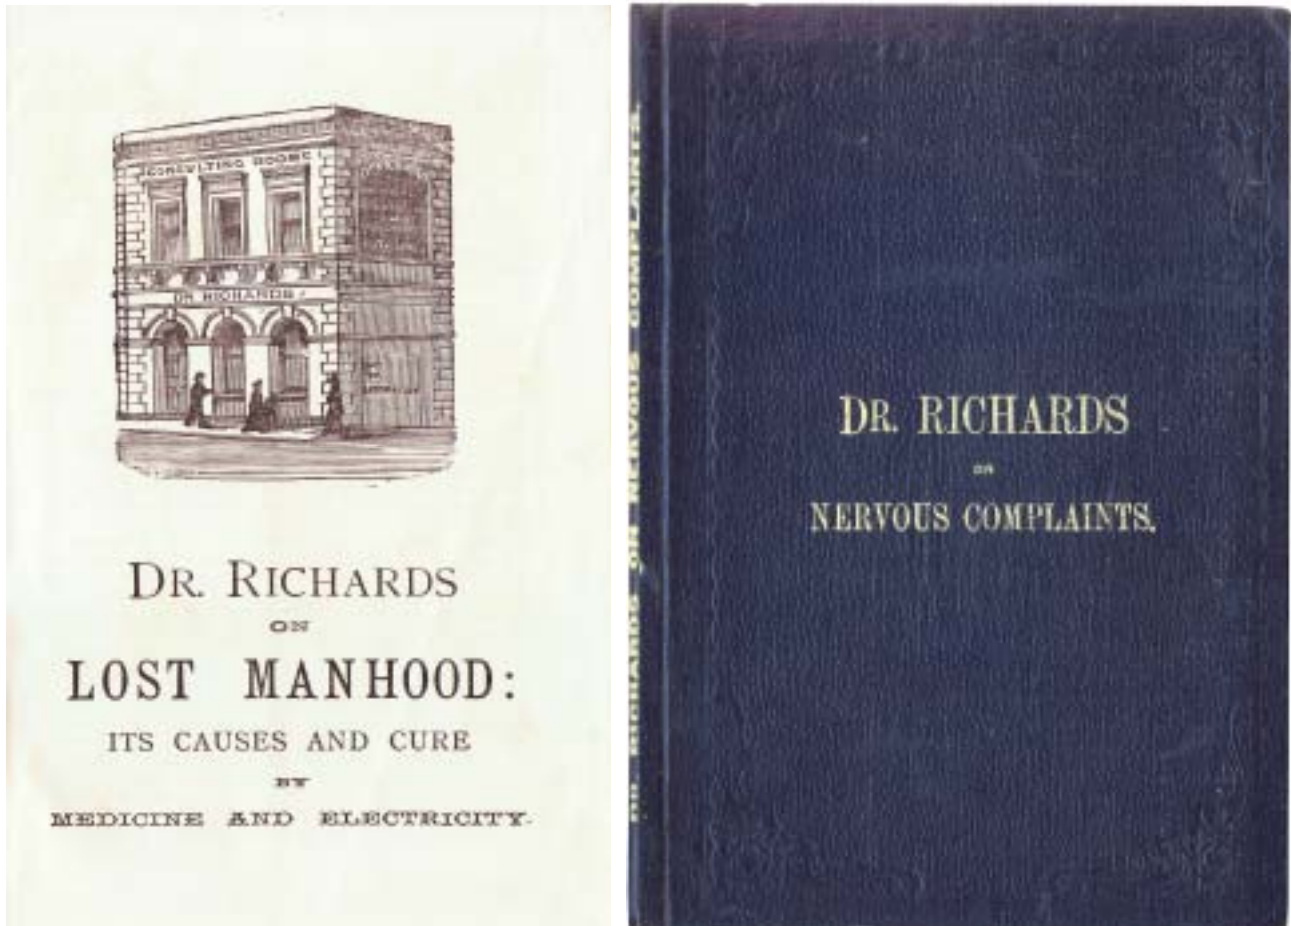 CONSULTING ROOMS
DR RICHARDS
DR. RICHARDS
ON
LOST MANHOOD:
ITS CAUSES AND CURE
BY
MEDICINE AND ELECTRICITY.
DR. RICHARDS ON NERVOUS COMPLAINTS.
DR. RICHARDS
ON
NERVOUS COMPLAINTS.